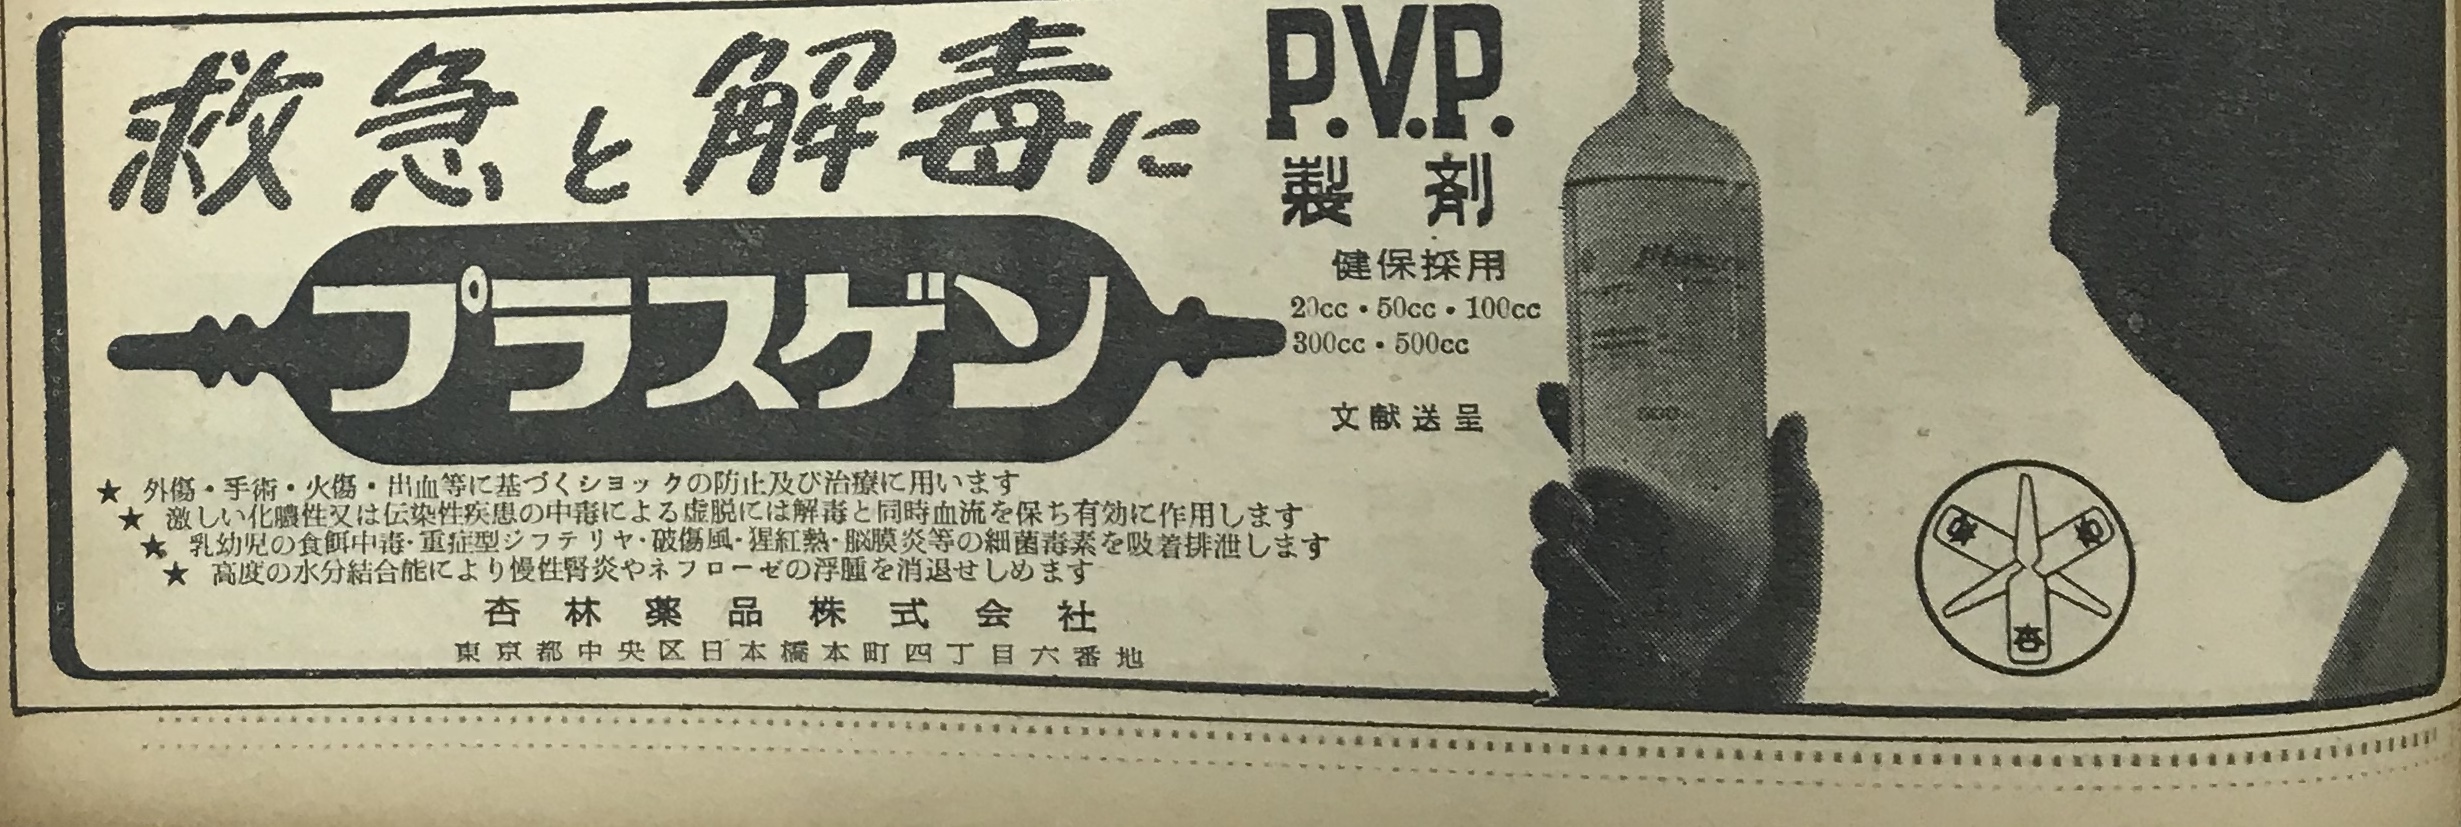 救急と解毒に
プラスゲン
P.V.P.
製剤
健保採用
20cc・50cc・100cc
300cc・500cc
文献送呈
★ 外傷・手術・火傷・出血等に基づくショックの防止及び治療に用います
★ 激しい化膿性又は伝染性疾患の中毒による虚脱には解毒と同時血流を保ち有効に作用します
★ 乳幼児の食餌中毒・重症型ジフテリヤ・破傷風・猩紅熱・脳膜炎等の細菌毒素を吸着排泄します
★ 高度の水分結合能により慢性腎炎やネフローゼの浮腫を消退せしめます
杏林薬品株式会社
東京都中央区日本橋本町四丁目六番地
500
杏
杏
杏